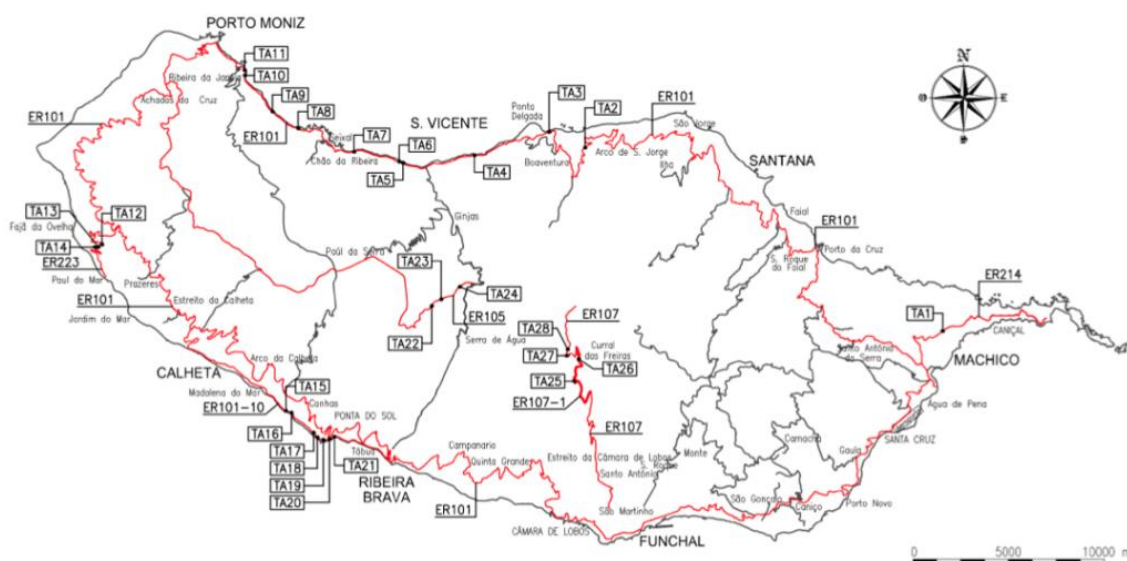 PORTO MONIZ
TA11
Ribeira da Janela
TA10
Achadas da Cruz
TA9
ER101
TA8
ER101
Seixal
Chão da Ribeira
TA7
S. VICENTE
TA6
TA5
TA4
Ponta
Delgada
TA3
TA2
ER101
Boaventura
Arco de S. Jorge
São Jorge
Ilha
SANTANA
N
E
S
O
Ginjas
Faial
ER101
Porto da Cruz
S. Roque
do Faial
TA13
TA12
Fajã da Ovelha
TA14
ER223
Paul do Mar
Prazeres
ER101
Estreito da Calheta
Jardim do Mar
Paúl da Serra
TA23
TA24
ER105
TA22
Serra de Água
ER107
TA28
Curral
das Freiras
TA27
TA26
TA25
ER107-1
ER107
ER214
TA1
CANIÇAL
Santo António
da Serra
MACHICO
Água de Pena
SANTA CRUZ
Arco da Calheta
CALHETA
TA15
Madalena do Mar
Canhas
ER101-10
PONTA DO SOL
TA16
TA17
Tábua
TA18
TA21
TA19
RIBEIRA
BRAVA
TA20
Campanario
Quinta Grande
ER101
Estreito da Câmara de Lobos
Santo António
S. Roque
Monte
Camacha
Gaula
São Gonçalo
Caniço
Porto Novo
São Martinho
CÂMARA DE LOBOS
FUNCHAL
0 5000 10000 m